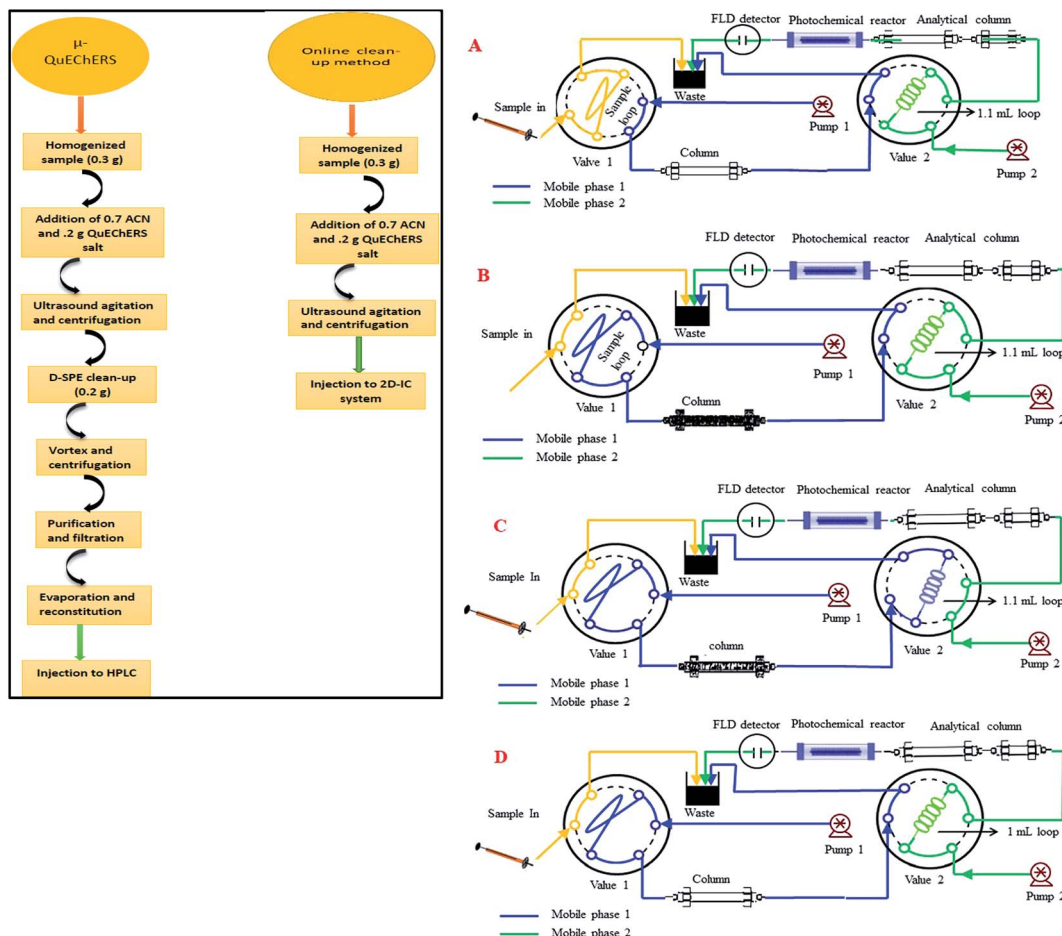 μ-
QuEChERS
Homogenized
sample (0.3 g)
Addition of 0.7 ACN
and .2 g QuEChERS
salt
Ultrasound agitation
and centrifugation
D-SPE clean-up
(0.2 g)
Vortex and
centrifugation
Purification
and filtration
Evaporation and
reconstitution
Injection to HPLC
Online clean-
up method
Homogenized
sample (0.3 g)
Addition of 0.7 ACN
and .2 g QuEChERS
salt
Ultrasound agitation
and centrifugation
Injection to 2D-lC
system
A
FLD detector
Photochemical reactor
Analytical column
Sample in
Sample
loop
Valve 1
Waste
Pump 1
Column
1.1 mL loop
Value 2
Pump 2
Mobile phase 1
Mobile phase 2
B
FLD detector
Photochemical reactor
Analytical column
Sample in
Sample
loop
Value 1
Waste
Pump 1
Column
1.1 mL loop
Value 2
Pump 2
Mobile phase 1
Mobile phase 2
C
FLD detector
Photochemical reactor
Analytical column
Sample In
Value 1
Waste
Pump 1
column
1.1 mL loop
Value 2
Pump 2
Mobile phase 1
Mobile phase 2
D
FLD detector
Photochemical reactor
Analytical column
Sample In
Value 1
Waste
Pump 1
Column
1 mL loop
Value 2
Pump 2
Mobile phase 1
Mobile phase 2